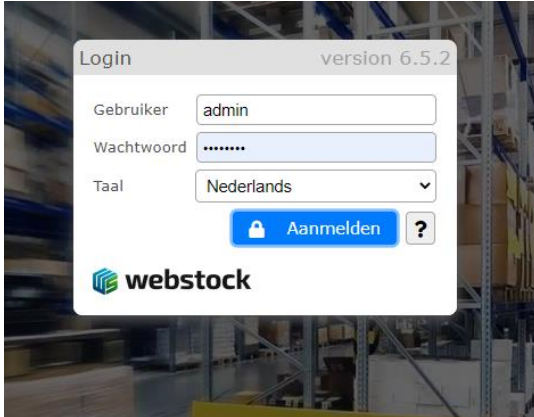 Login version 6.5.2
Gebruiker admin
Wachtwoord ••••••••
Taal Nederlands
Aanmelden ?
webstock